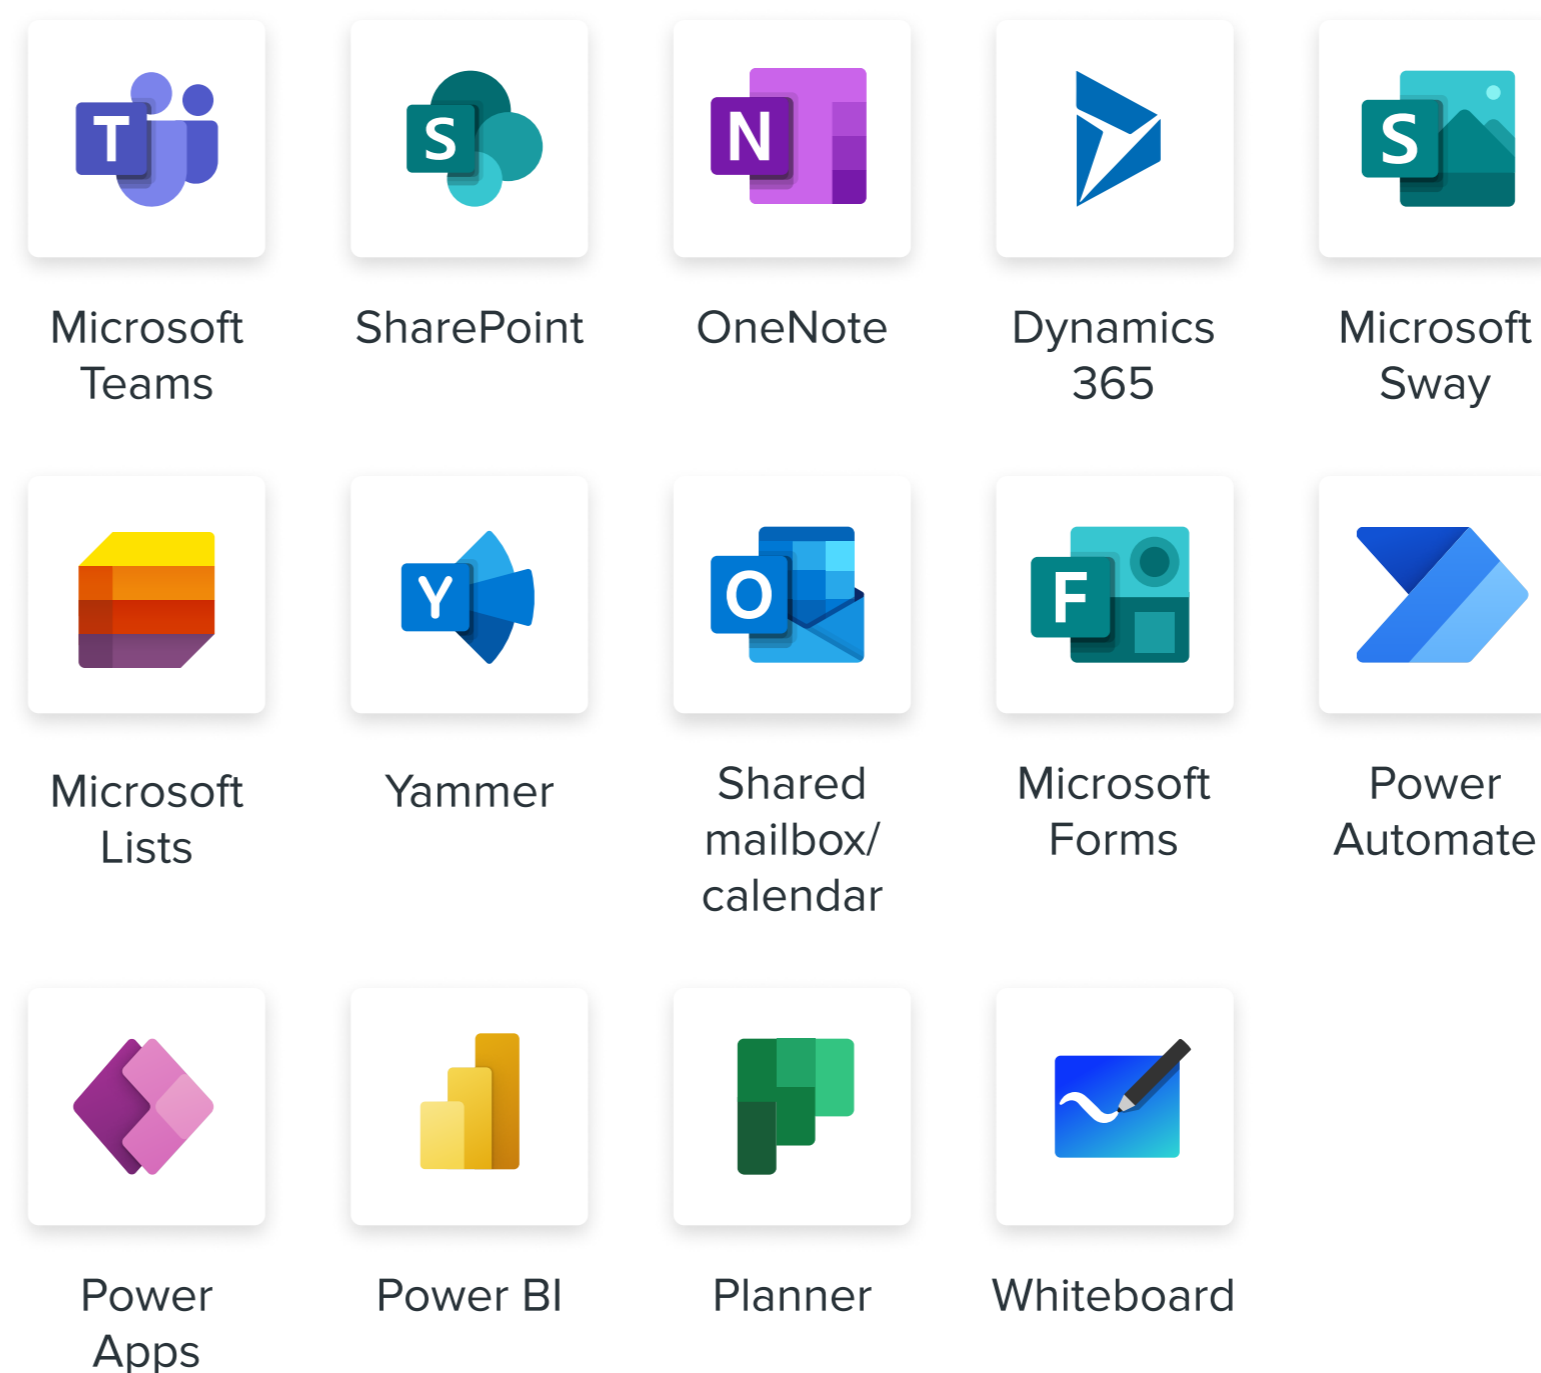 T
S
N
S
Microsoft
Teams
SharePoint
OneNote
Dynamics
365
Microsoft
Sway
Y
O
F
Microsoft
Lists
Yammer
Shared
mailbox/
calendar
Microsoft
Forms
Power
Automate
Power
Apps
Power BI
Planner
Whiteboard